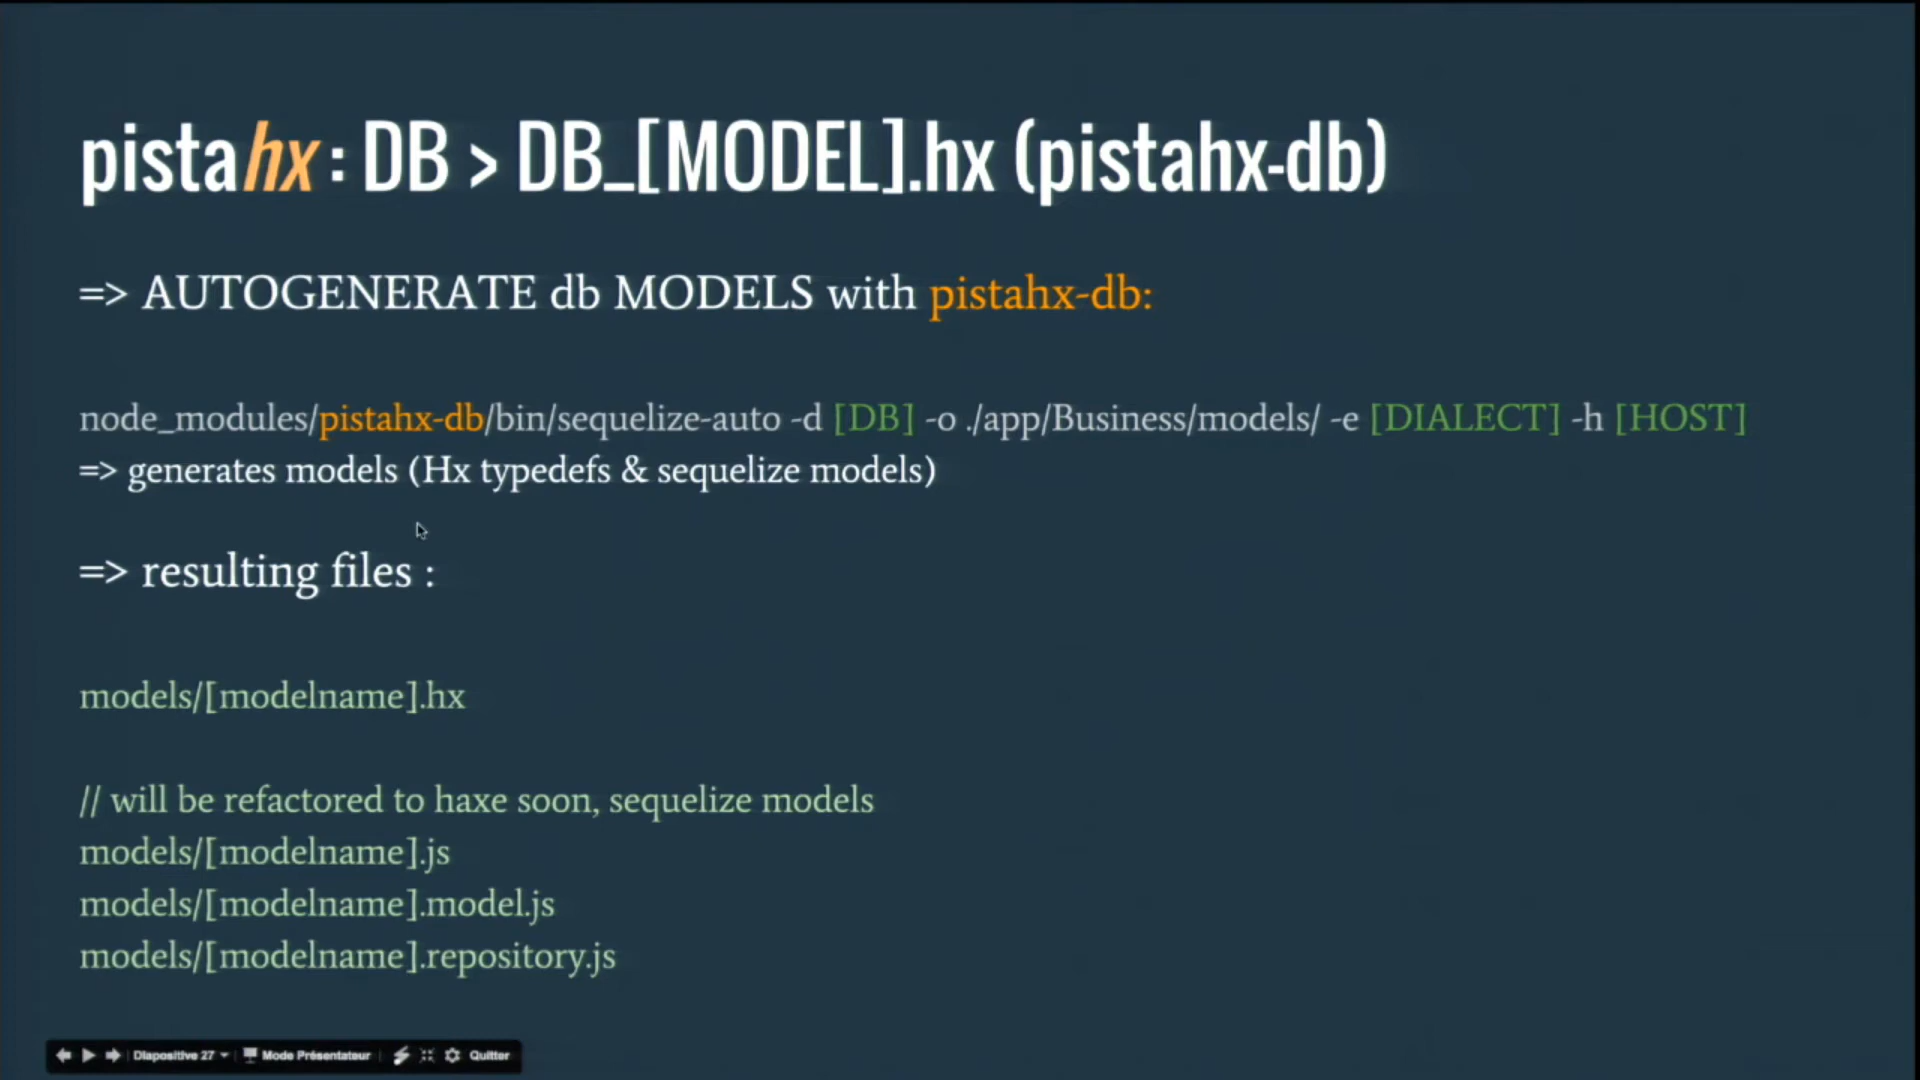 pistahx : DB > DB_[MODEL].hx (pistahx-db)
=> AUTOGENERATE db MODELS with pistahx-db:
node_modules/pistahx-db/bin/sequelize-auto -d [DB] -o ./app/Business/models/ -e [DIALECT] -h [HOST]
=> generates models (Hx typedefs & sequelize models)
=> resulting files :
models/[modelname].hx
// will be refactored to haxe soon, sequelize models
models/[modelname].js
models/[modelname].model.js
models/[modelname].repository.js
Diapositive 27 Mode Présentateur Quitter